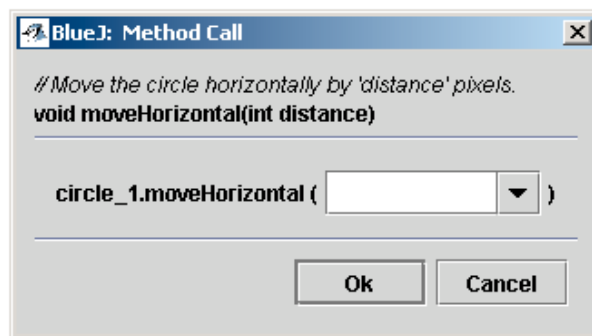 BlueJ: Method Call
//Move the circle horizontally by 'distance' pixels.
void moveHorizontal(int distance)
circle_1.moveHorizontal ( )
Ok Cancel